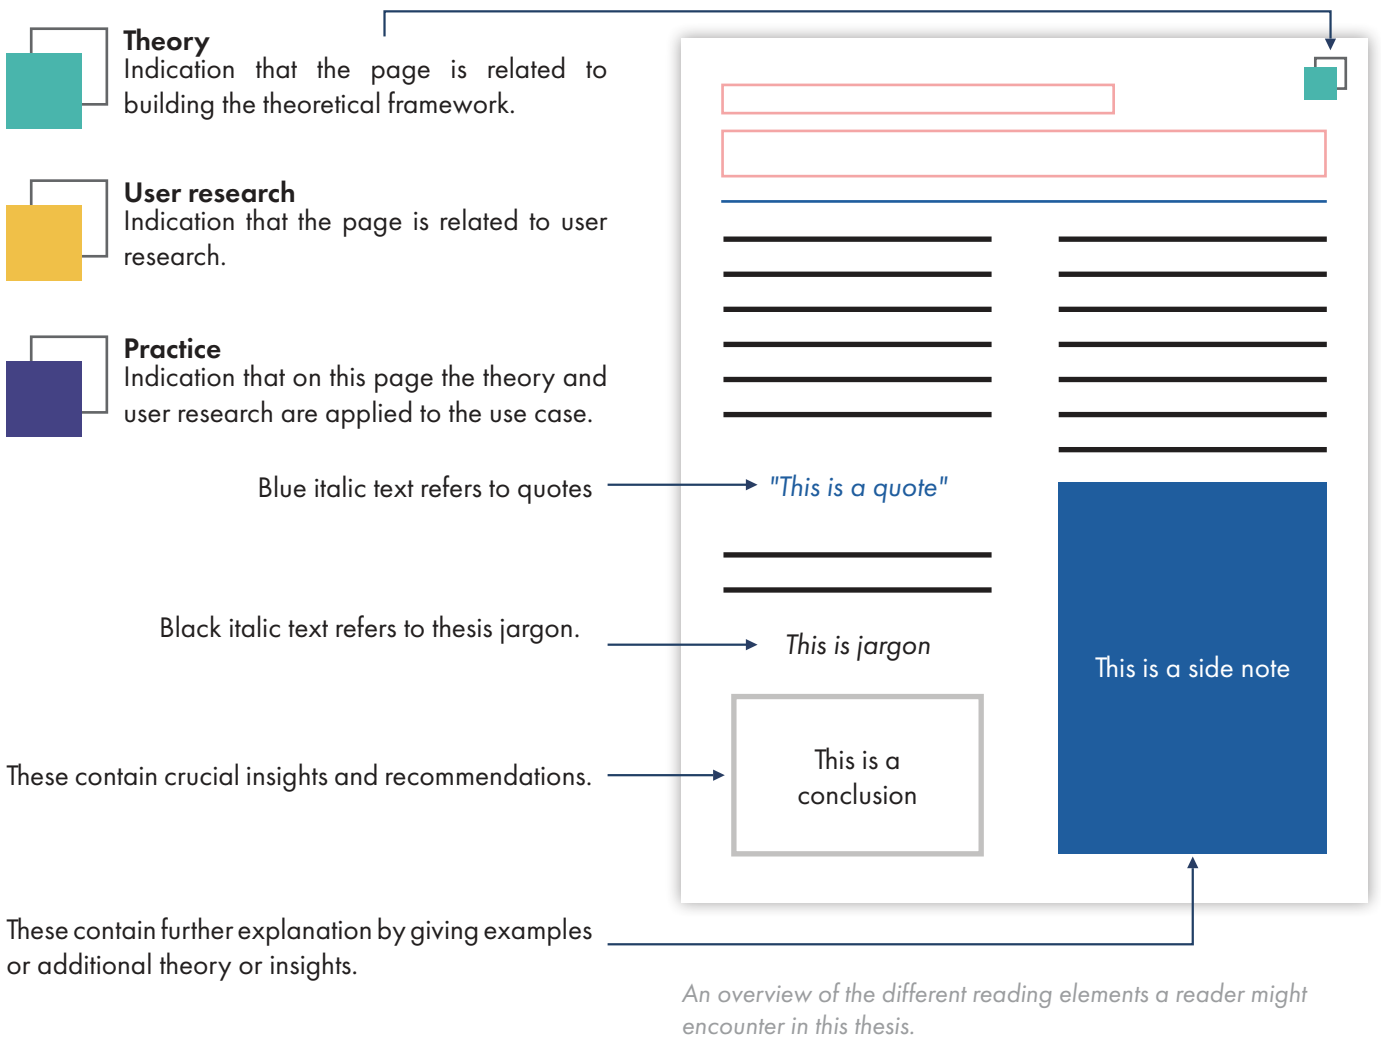 Theory
Indication that the page is related to
building the theoretical framework.
User research
Indication that the page is related to user
research.
Practice
Indication that on this page the theory and
user research are applied to the use case.
Blue italic text refers to quotes
"This is a quote"
Black italic text refers to thesis jargon.
This is jargon
This is a side note
These contain crucial insights and recommendations.
This is a
conclusion
These contain further explanation by giving examples
or additional theory or insights.
An overview of the different reading elements a reader might
encounter in this thesis.